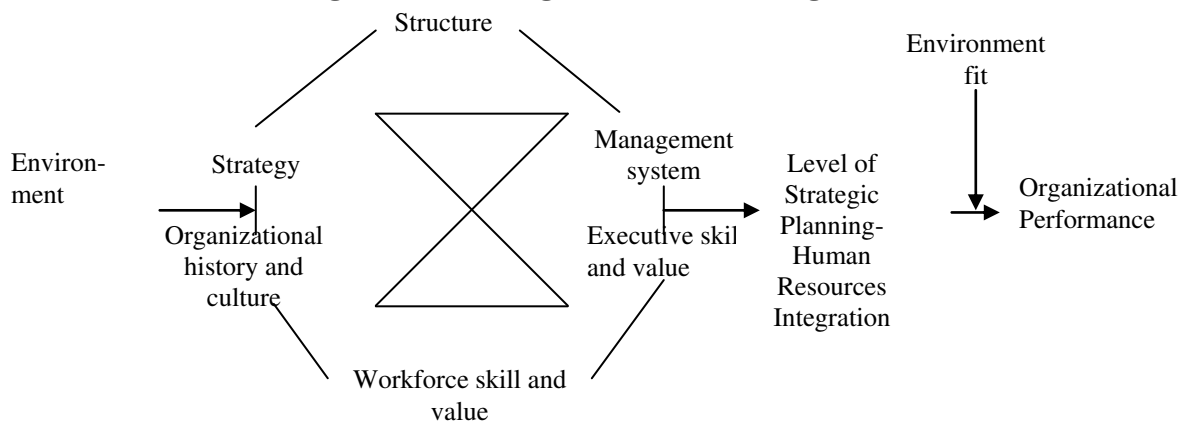 Structure
Environment
fit
Environ-
ment
Strategy
Management
system
Level of
Strategic
Planning-
Human
Resources
Integration
Organizational
Performance
Organizational
history and
culture
Executive skil
and value
Workforce skill and
value